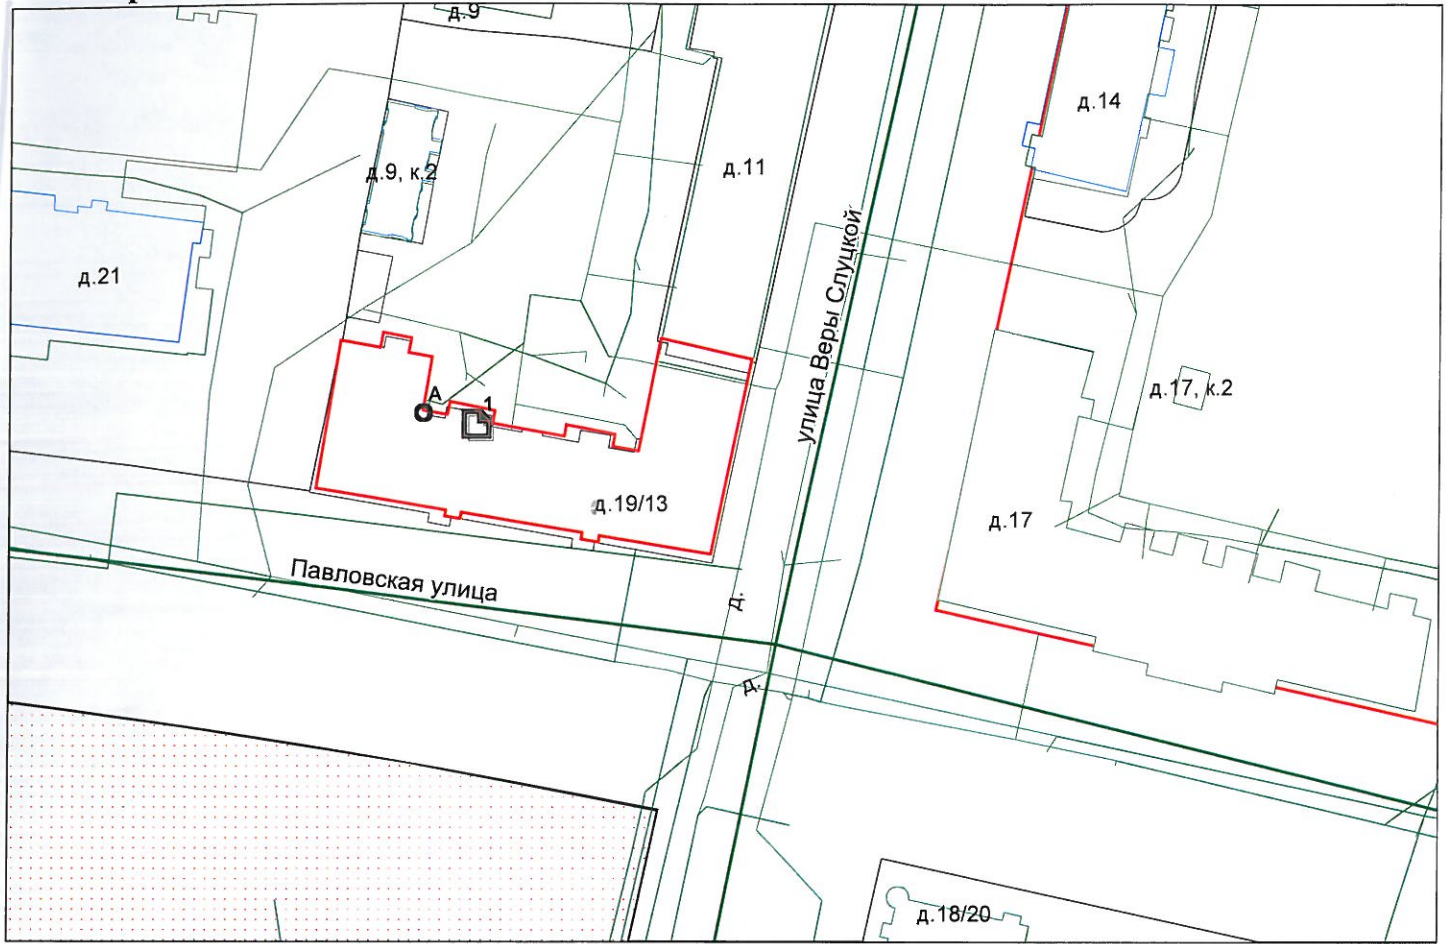 д.9
д.14
д.11
д.9, к.2
д.21
улица Веры Слуцкой
д.17, к.2
А
1
д.19/13
д.17
Павловская улица
д.
д.
д.18/20